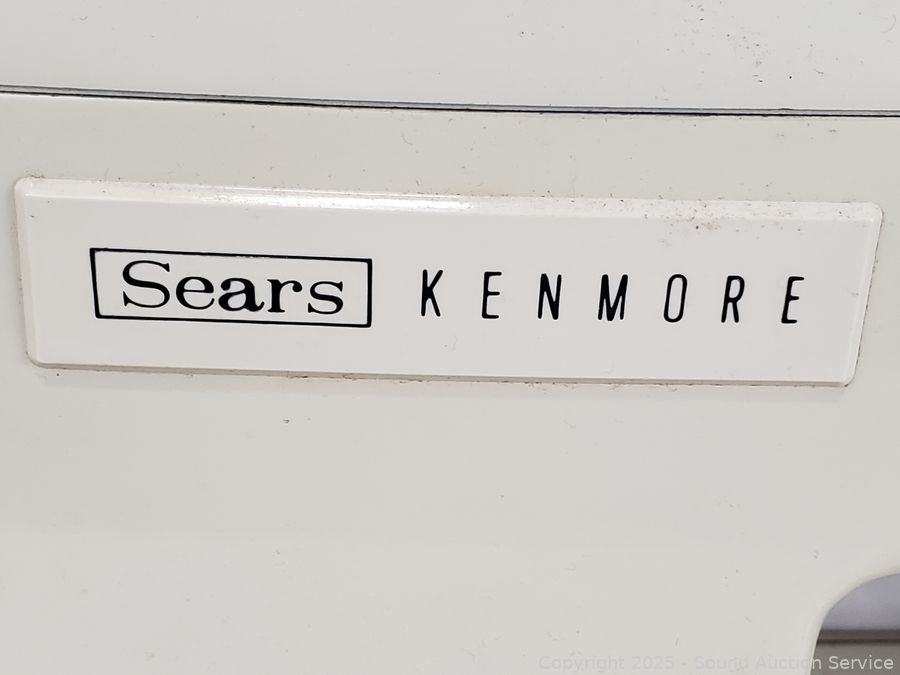 Sears KENMORE
Copyright 2025 - Sound Auction Service